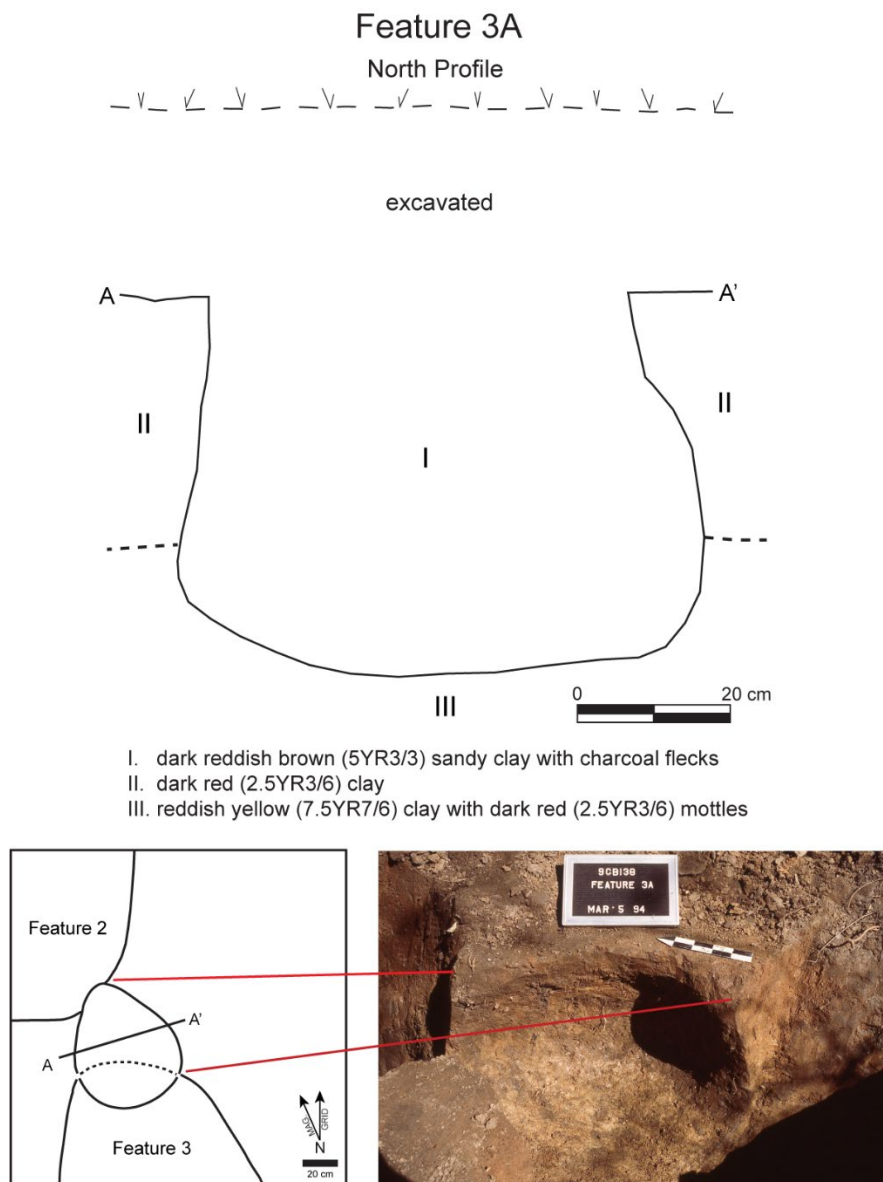 Feature 3A
North Profile
excavated
A A'
II II
I
III
0 20 cm
I. dark reddish brown (5YR3/3) sandy clay with charcoal flecks
II. dark red (2.5YR3/6) clay
III. reddish yellow (7.5YR7/6) clay with dark red (2.5YR3/6) mottles
Feature 2
A'
A
Feature 3
MAG
GRID
N
20 cm
9CB138
FEATURE 3A
MAR 5 94